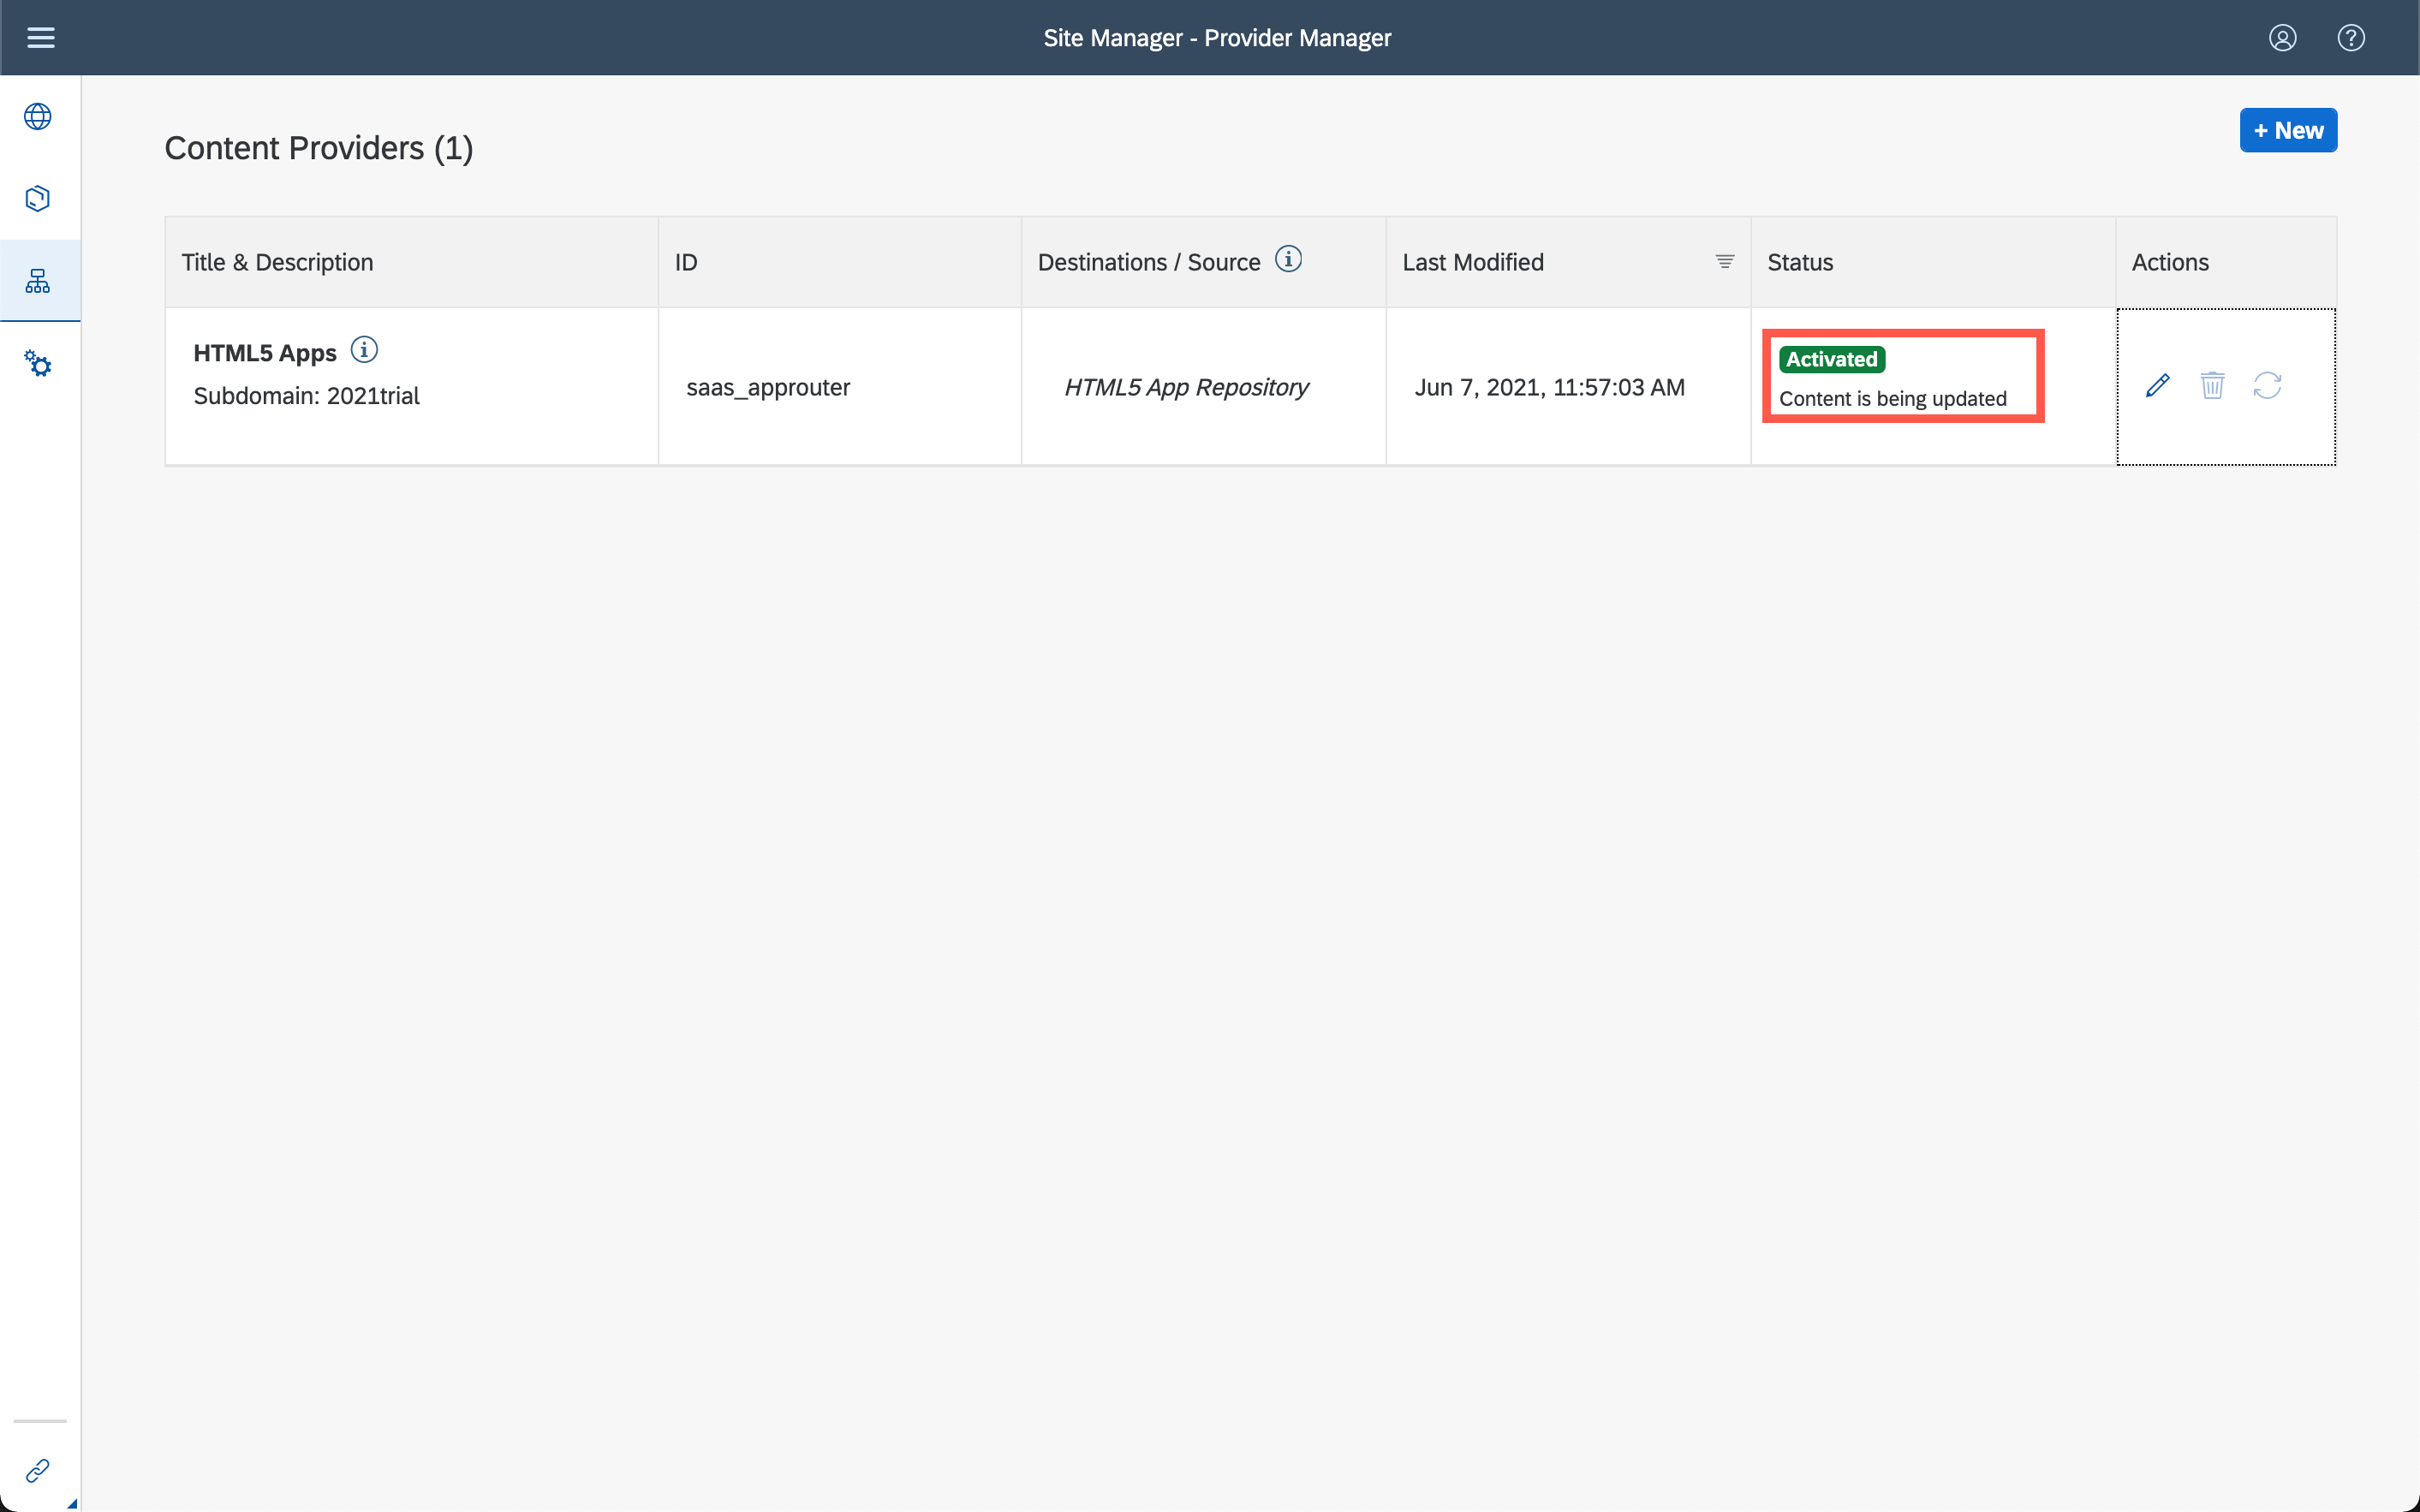 Site Manager - Provider Manager
Content Providers (1)
+ New
Title & Description
ID
Destinations / Source
Last Modified
Status
Actions
HTML5 Apps
Subdomain: 2021trial
saas_approuter
HTML5 App Repository
Jun 7, 2021, 11:57:03 AM
Activated
Content is being updated